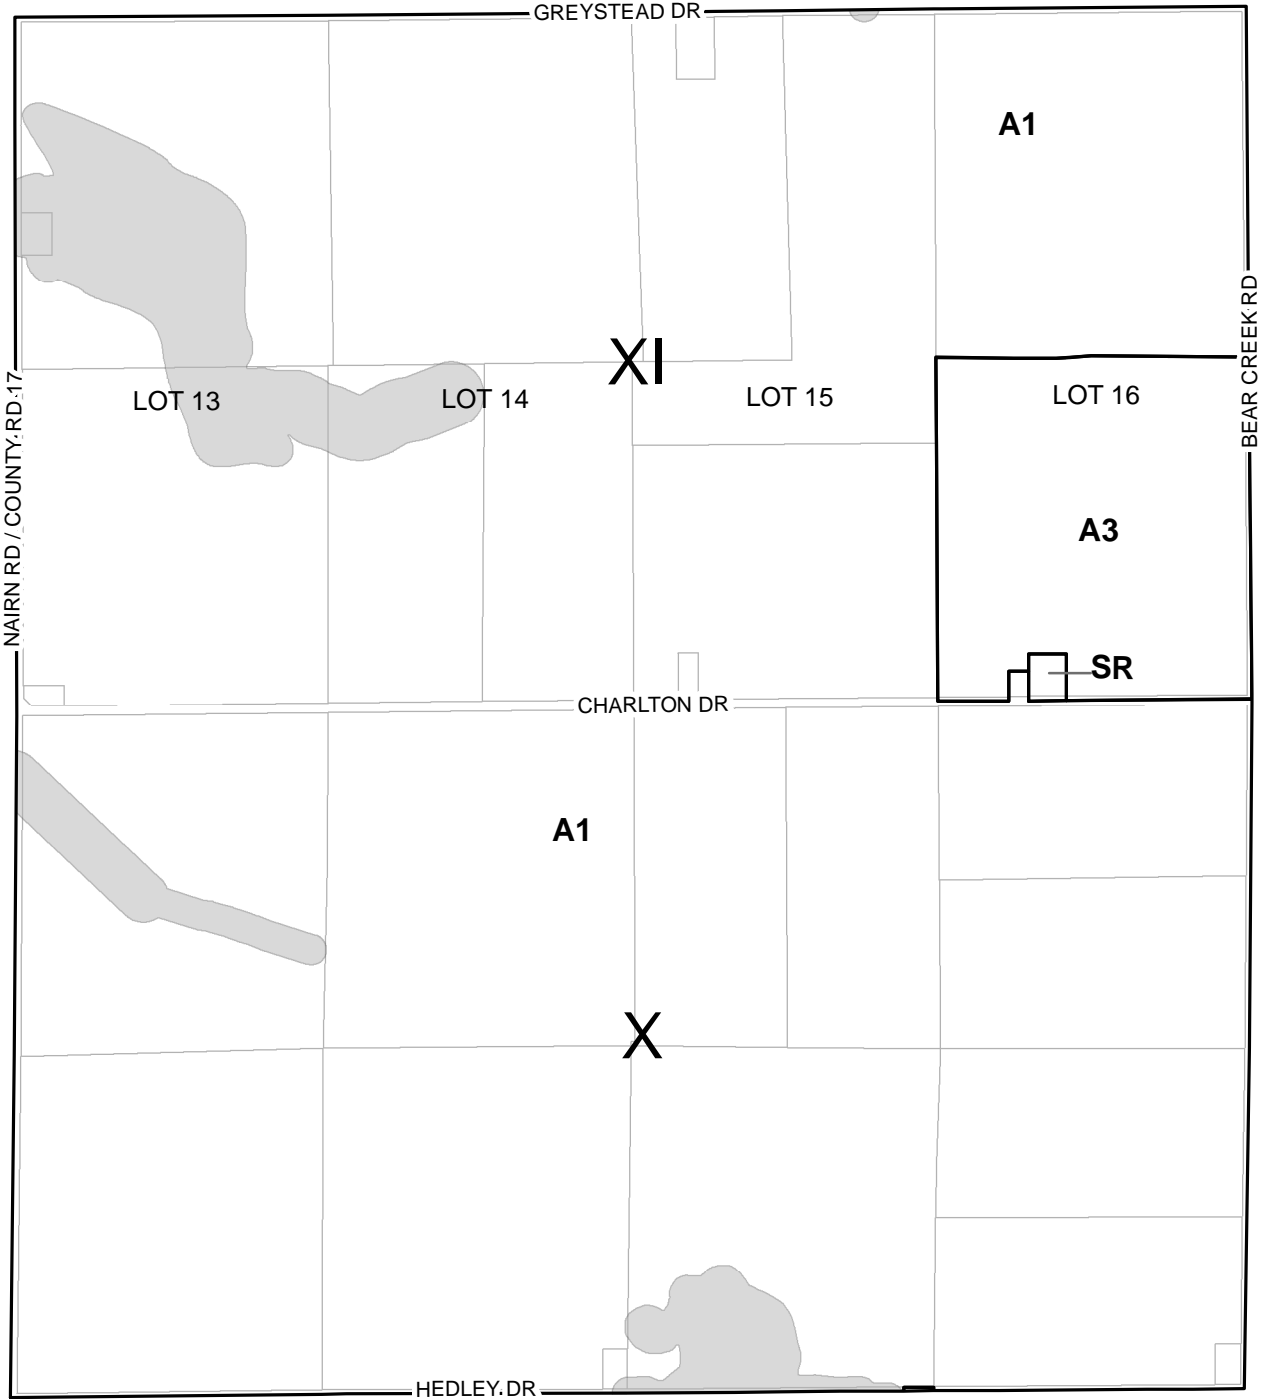 GREYSTEAD DR
A1
BEAR CREEK RD
XI
NAIRN RD / COUNTY RD 17
LOT 13
LOT 14
LOT 15
LOT 16
A3
SR
CHARLTON DR
A1
X
HEDLEY DR